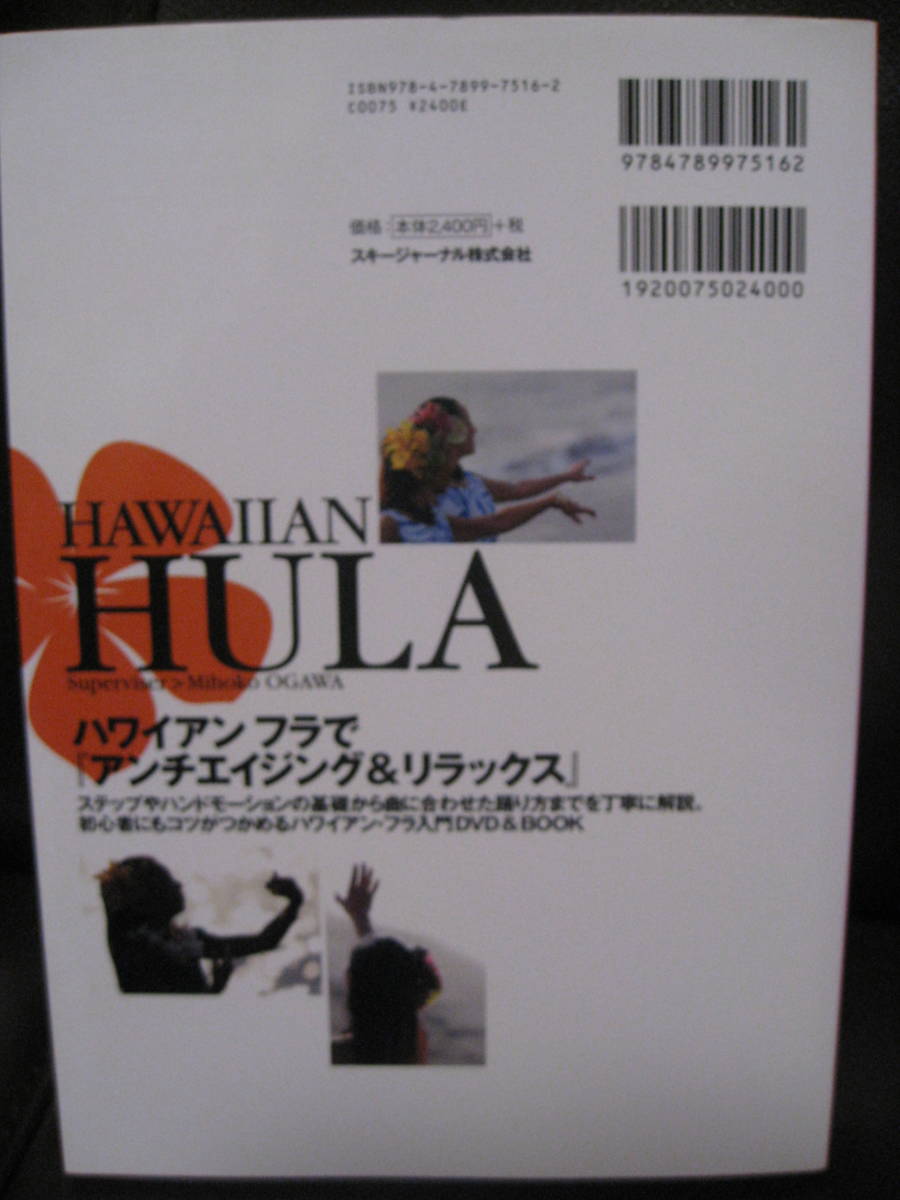 ISBN978-4-7899-7516-2
C0075 ¥2400E
9784789975162
価格:本体2,400円+税
スキージャーナル株式会社
1920075024000
HAWAIIAN
HULA
Superviser > Mihoko OGAWA
ハワイアン フラで
『アンチエイジング&リラックス』
ステップやハンドモーションの基礎から曲に合わせた踊り方までを丁寧に解説。
初心者にもコツがつかめるハワイアン・フラ入門DVD & BOOK